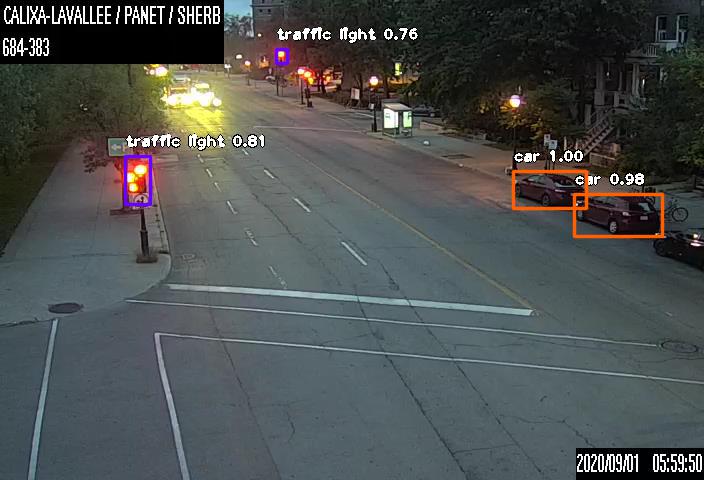 CALIXA-LAVALLEE / PANET / SHERB
684-383
traffic light 0.76
traffic light 0.81
car 1.00
car 0.98
2020/09/01 05:59:50